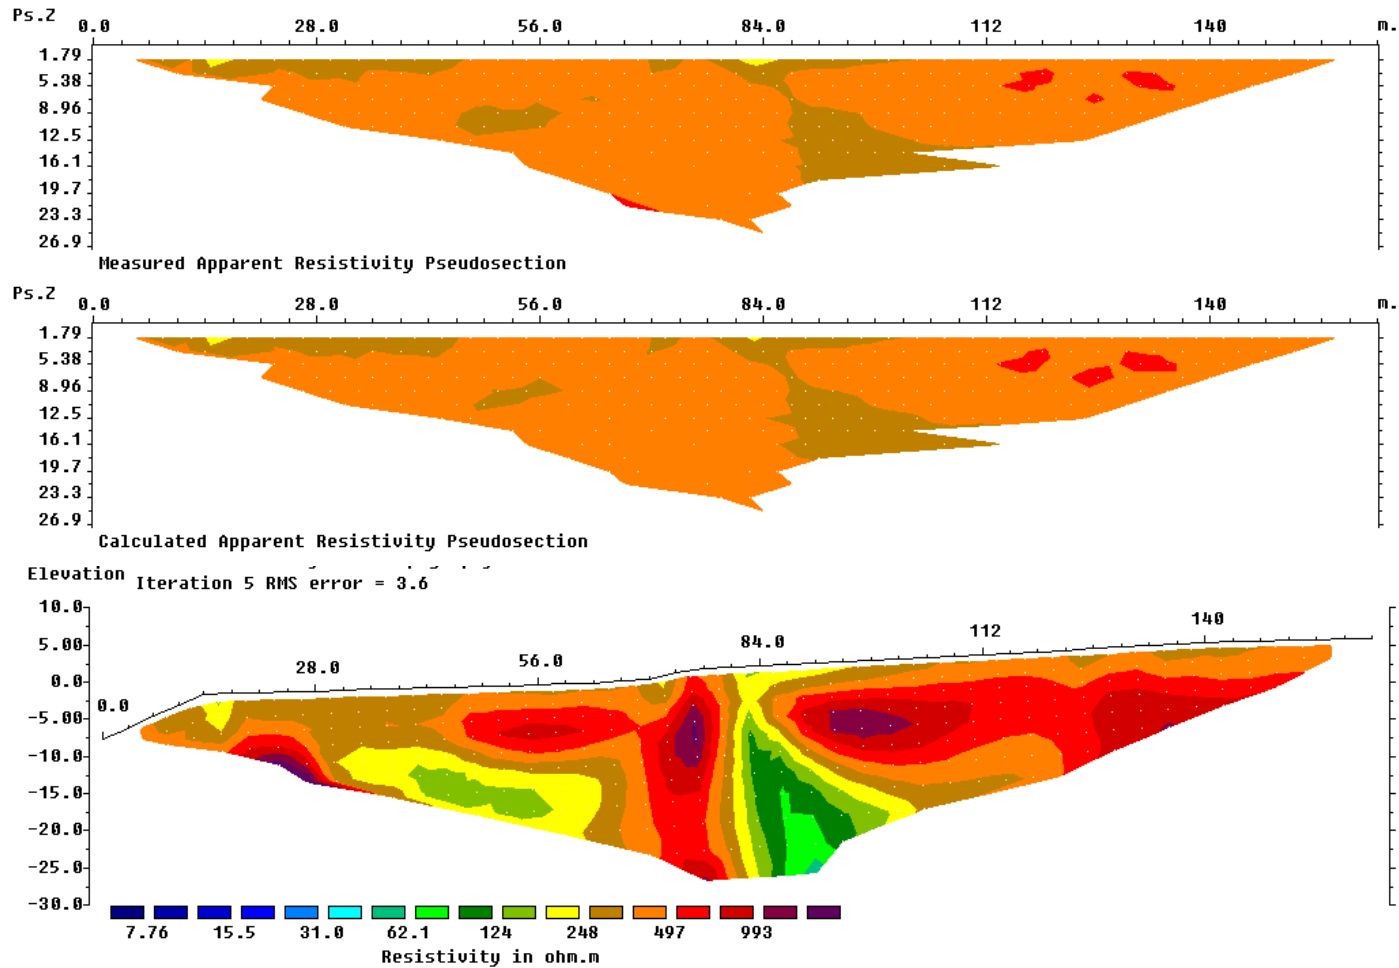 Ps.Z 0.0 28.0 56.0 84.0 112 140 m.
1.79
5.38
8.96
12.5
16.1
19.7
23.3
26.9
Measured Apparent Resistivity Pseudosection
Ps.Z 0.0 28.0 56.0 84.0 112 140 m.
1.79
5.38
8.96
12.5
16.1
19.7
23.3
26.9
Calculated Apparent Resistivity Pseudosection
Elevation
Iteration 5 RMS error = 3.6
10.0
5.00
0.0
-5.00
-10.0
-15.0
-20.0
-25.0
-30.0
0.0 28.0 56.0 84.0 112 140
7.76 15.5 31.0 62.1 124 248 497 993
Resistivity in ohm.m